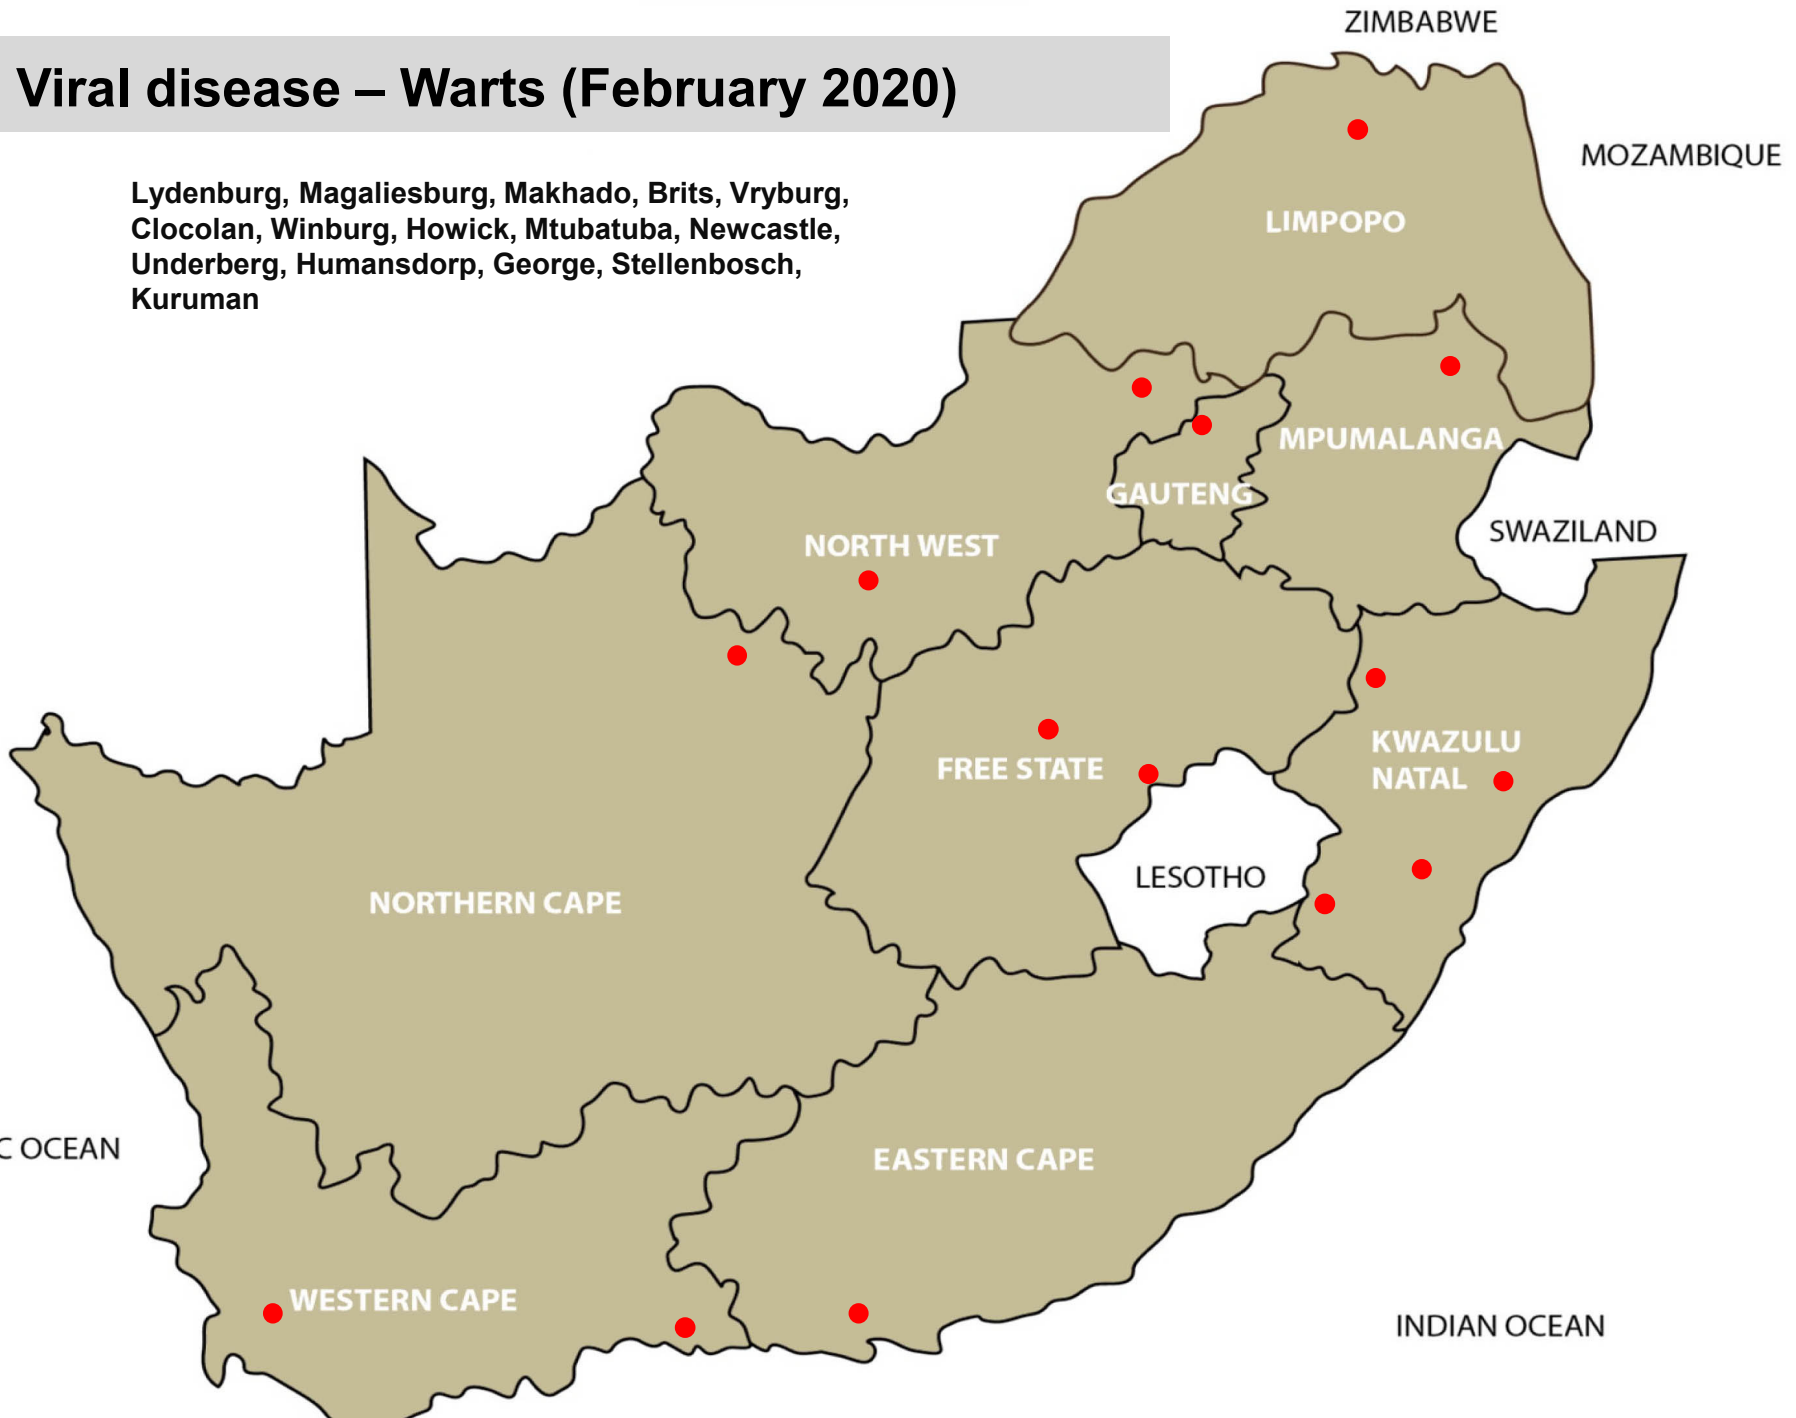 ZIMBABWE
Viral disease – Warts (February 2020)
MOZAMBIQUE
Lydenburg, Magaliesburg, Makhado, Brits, Vryburg,
Clocolan, Winburg, Howick, Mtubatuba, Newcastle,
Underberg, Humansdorp, George, Stellenbosch,
Kuruman
LIMPOPO
MPUMALANGA
GAUTENG
SWAZILAND
NORTH WEST
KWAZULU
NATAL
FREE STATE
LESOTHO
NORTHERN CAPE
C OCEAN
EASTERN CAPE
WESTERN CAPE
INDIAN OCEAN